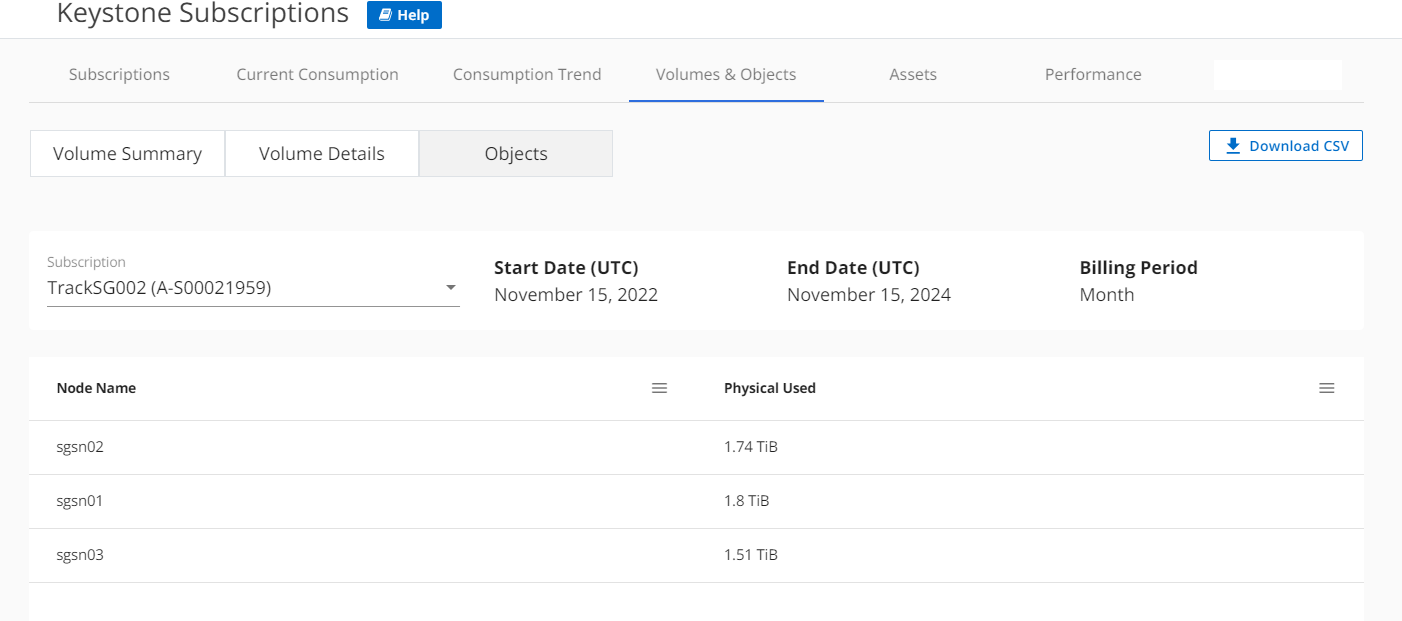 Keystone Subscriptions Help
Subscriptions Current Consumption Consumption Trend Volumes & Objects Assets Performance
Volume Summary Volume Details Objects Download CSV
Subscription
TrackSG002 (A-S00021959)
Start Date (UTC) End Date (UTC) Billing Period
November 15, 2022 November 15, 2024 Month
Node Name Physical Used
sgsn02 1.74 TiB
sgsn01 1.8 TiB
sgsn03 1.51 TiB